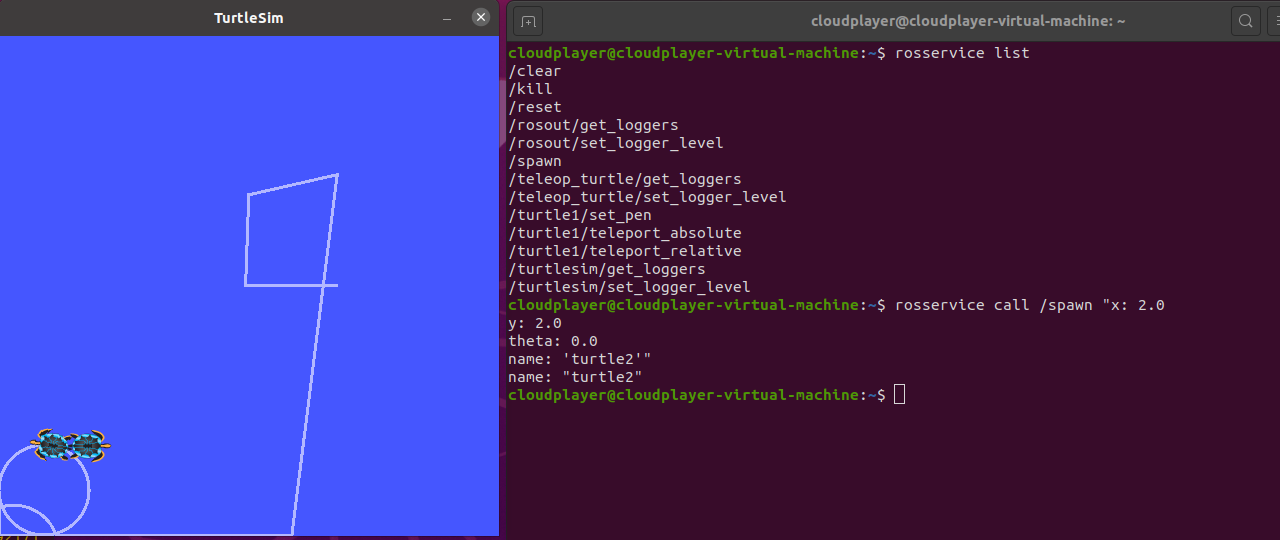 TurtleSim
cloudplayer@cloudplayer-virtual-machine: ~
cloudplayer@cloudplayer-virtual-machine:~$ rosservice list
/clear
/kill
/reset
/rosout/get_loggers
/rosout/set_logger_level
/spawn
/teleop_turtle/get_loggers
/teleop_turtle/set_logger_level
/turtle1/set_pen
/turtle1/teleport_absolute
/turtle1/teleport_relative
/turtlesim/get_loggers
/turtlesim/set_logger_level
cloudplayer@cloudplayer-virtual-machine:~$ rosservice call /spawn "x: 2.0
y: 2.0
theta: 0.0
name: 'turtle2'"
name: "turtle2"
cloudplayer@cloudplayer-virtual-machine:~$